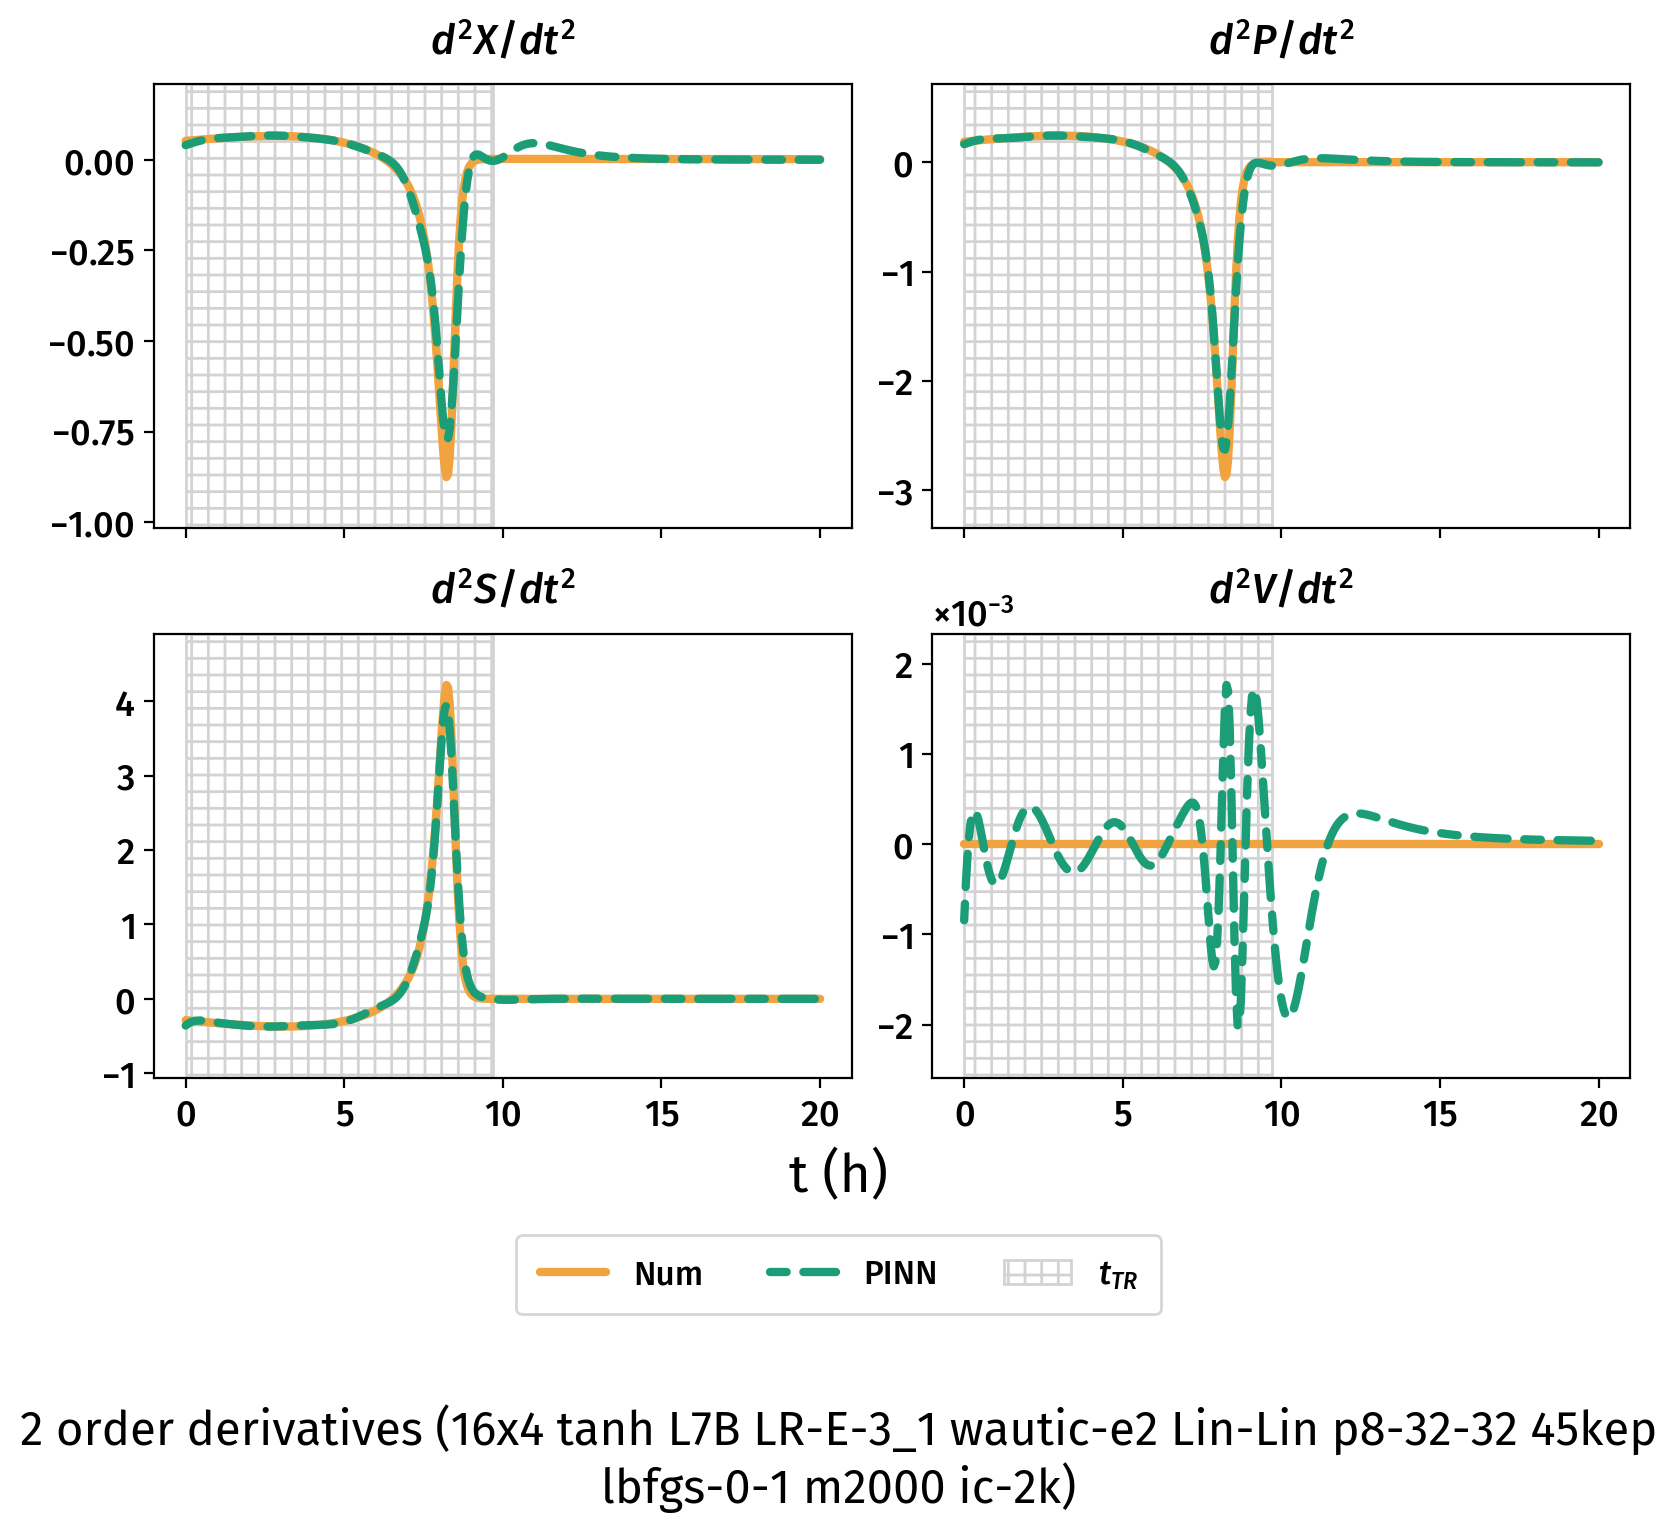 d²X/dt²
d²P/dt²
0.00
−0.25
−0.50
−0.75
−1.00
0
−1
−2
−3
d²S/dt²
d²V/dt²
×10⁻³
4
3
2
1
0
−1
2
1
0
−1
−2
0 5 10 15 20
0 5 10 15 20
t (h)
Num PINN t_TR
2 order derivatives (16x4 tanh L7B LR-E-3_1 wautic-e2 Lin-Lin p8-32-32 45kep
lbfgs-0-1 m2000 ic-2k)